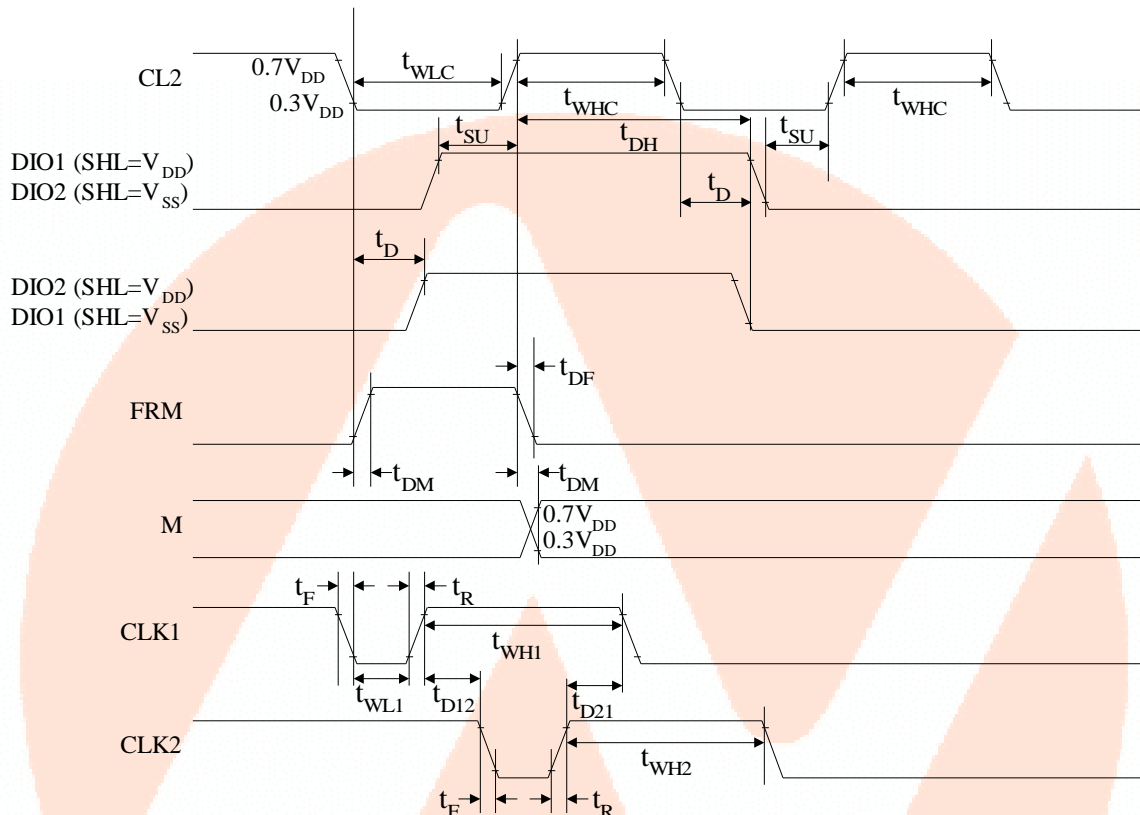 CL2
0.7VDD
0.3VDD
tWLC
tWHC
tWHC
tSU
tDH
tSU
DIO1 (SHL=VDD)
DIO2 (SHL=VSS)
tD
tD
DIO2 (SHL=VDD)
DIO1 (SHL=VSS)
tDF
FRM
tDM
tDM
M
0.7VDD
0.3VDD
tF
tR
CLK1
tWH1
tWL1
tD12
tD21
CLK2
tWH2
tF
tR